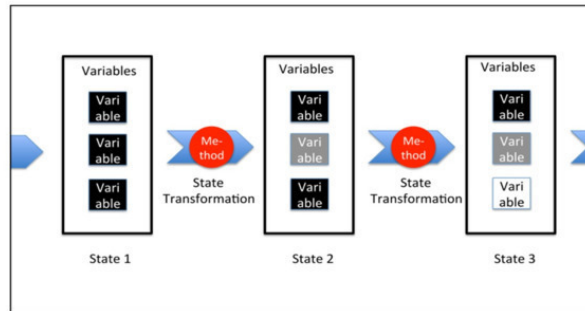 Variables
Vari
able
Vari
able
Vari
able
State 1
Me-
thod
State
Transformation
Variables
Vari
able
Vari
able
Vari
able
State 2
Me-
thod
State
Transformation
Variables
Vari
able
Vari
able
Vari
able
State 3